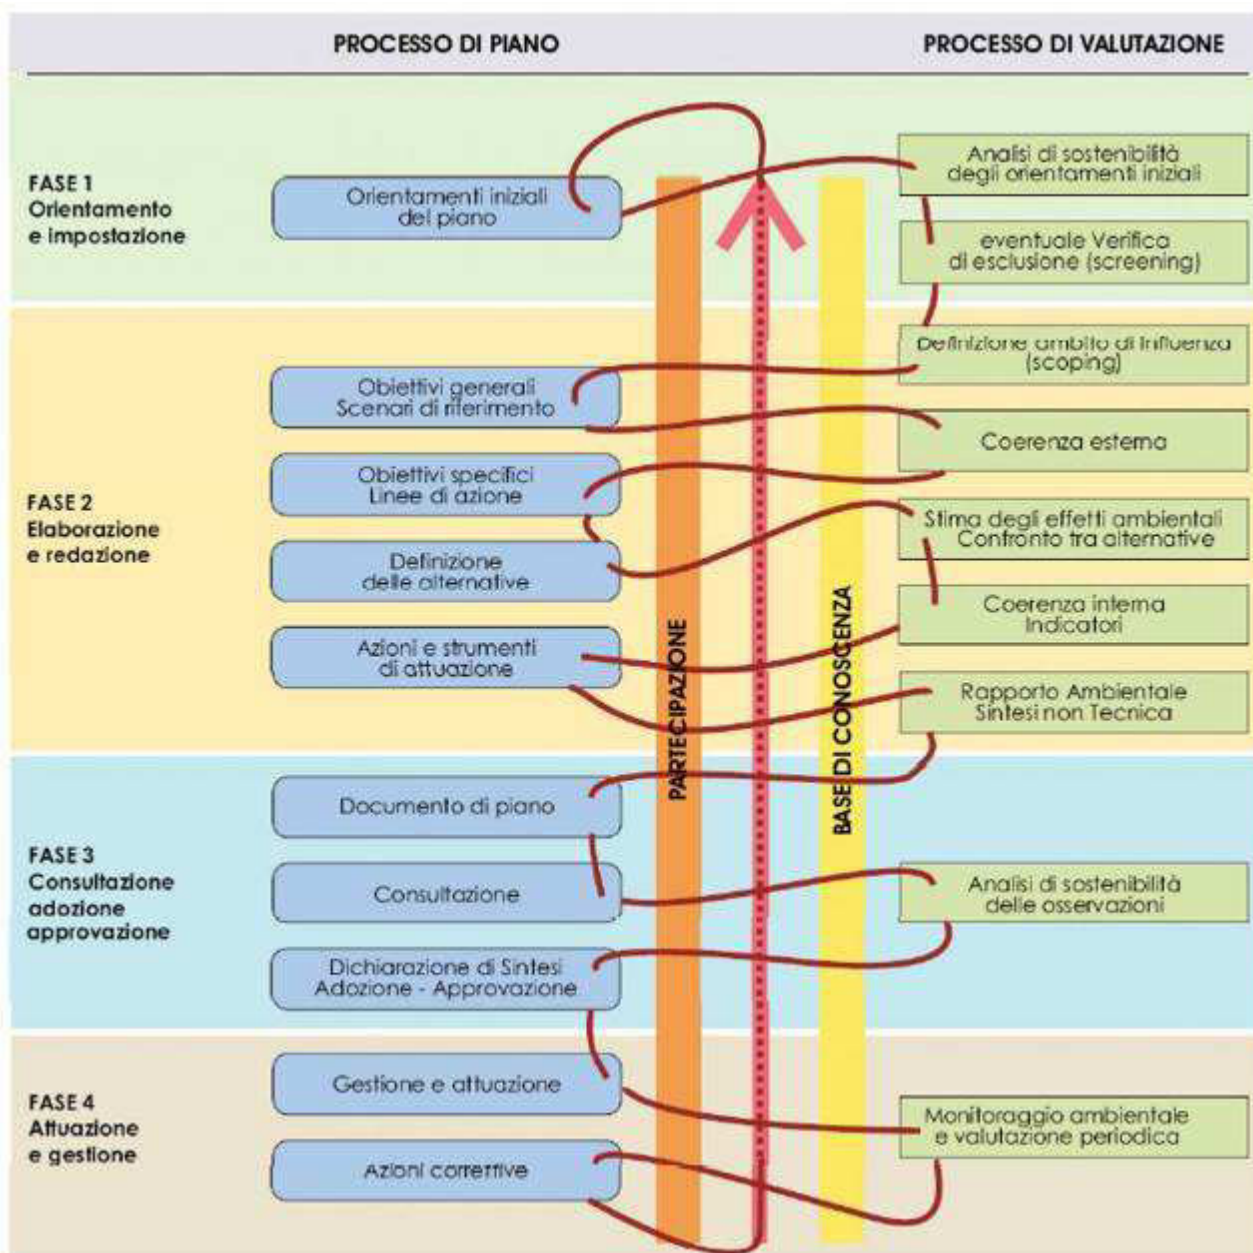 PROCESSO DI PIANO
PROCESSO DI VALUTAZIONE
FASE 1
Orientamento
e impostazione
Orientamenti iniziali
del piano
Analisi di sostenibilità
degli orientamenti iniziali
eventuale Verifica
di esclusione (screening)
FASE 2
Elaborazione
e redazione
Obiettivi generali
Scenari di riferimento
Obiettivi specifici
Linee di azione
Definizione
delle alternative
Azioni e strumenti
di attuazione
Definizione ambito di influenza
(scoping)
Coerenza esterna
Stima degli effetti ambientali
Confronto tra alternative
Coerenza interna
Indicatori
Rapporto Ambientale
Sintesi non Tecnica
PARTECIPAZIONE
BASE DI CONOSCENZA
FASE 3
Consultazione
adozione
approvazione
Documento di piano
Consultazione
Dichiarazione di Sintesi
Adozione - Approvazione
Analisi di sostenibilità
delle osservazioni
FASE 4
Attuazione
e gestione
Gestione e attuazione
Azioni correttive
Monitoraggio ambientale
e valutazione periodica